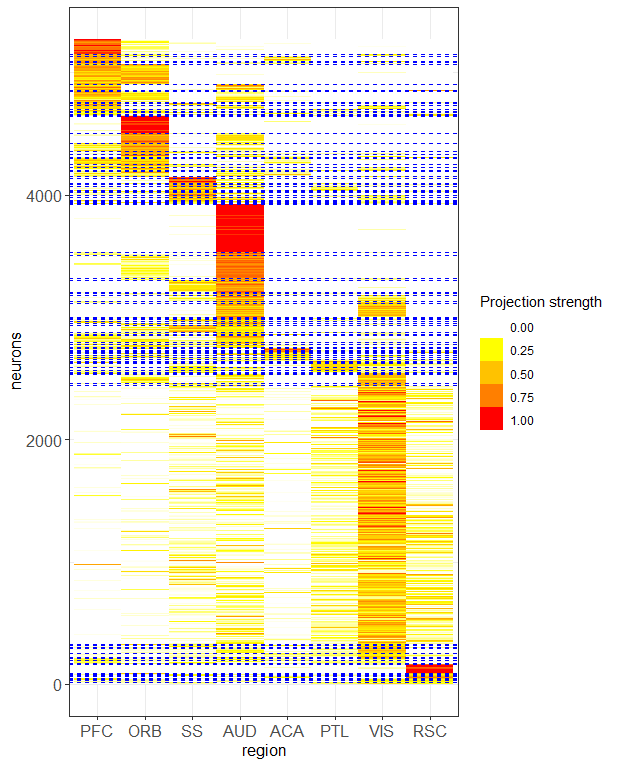 neurons
4000
2000
0
PFC ORB SS AUD ACA PTL VIS RSC
region
Projection strength
0.00
0.25
0.50
0.75
1.00